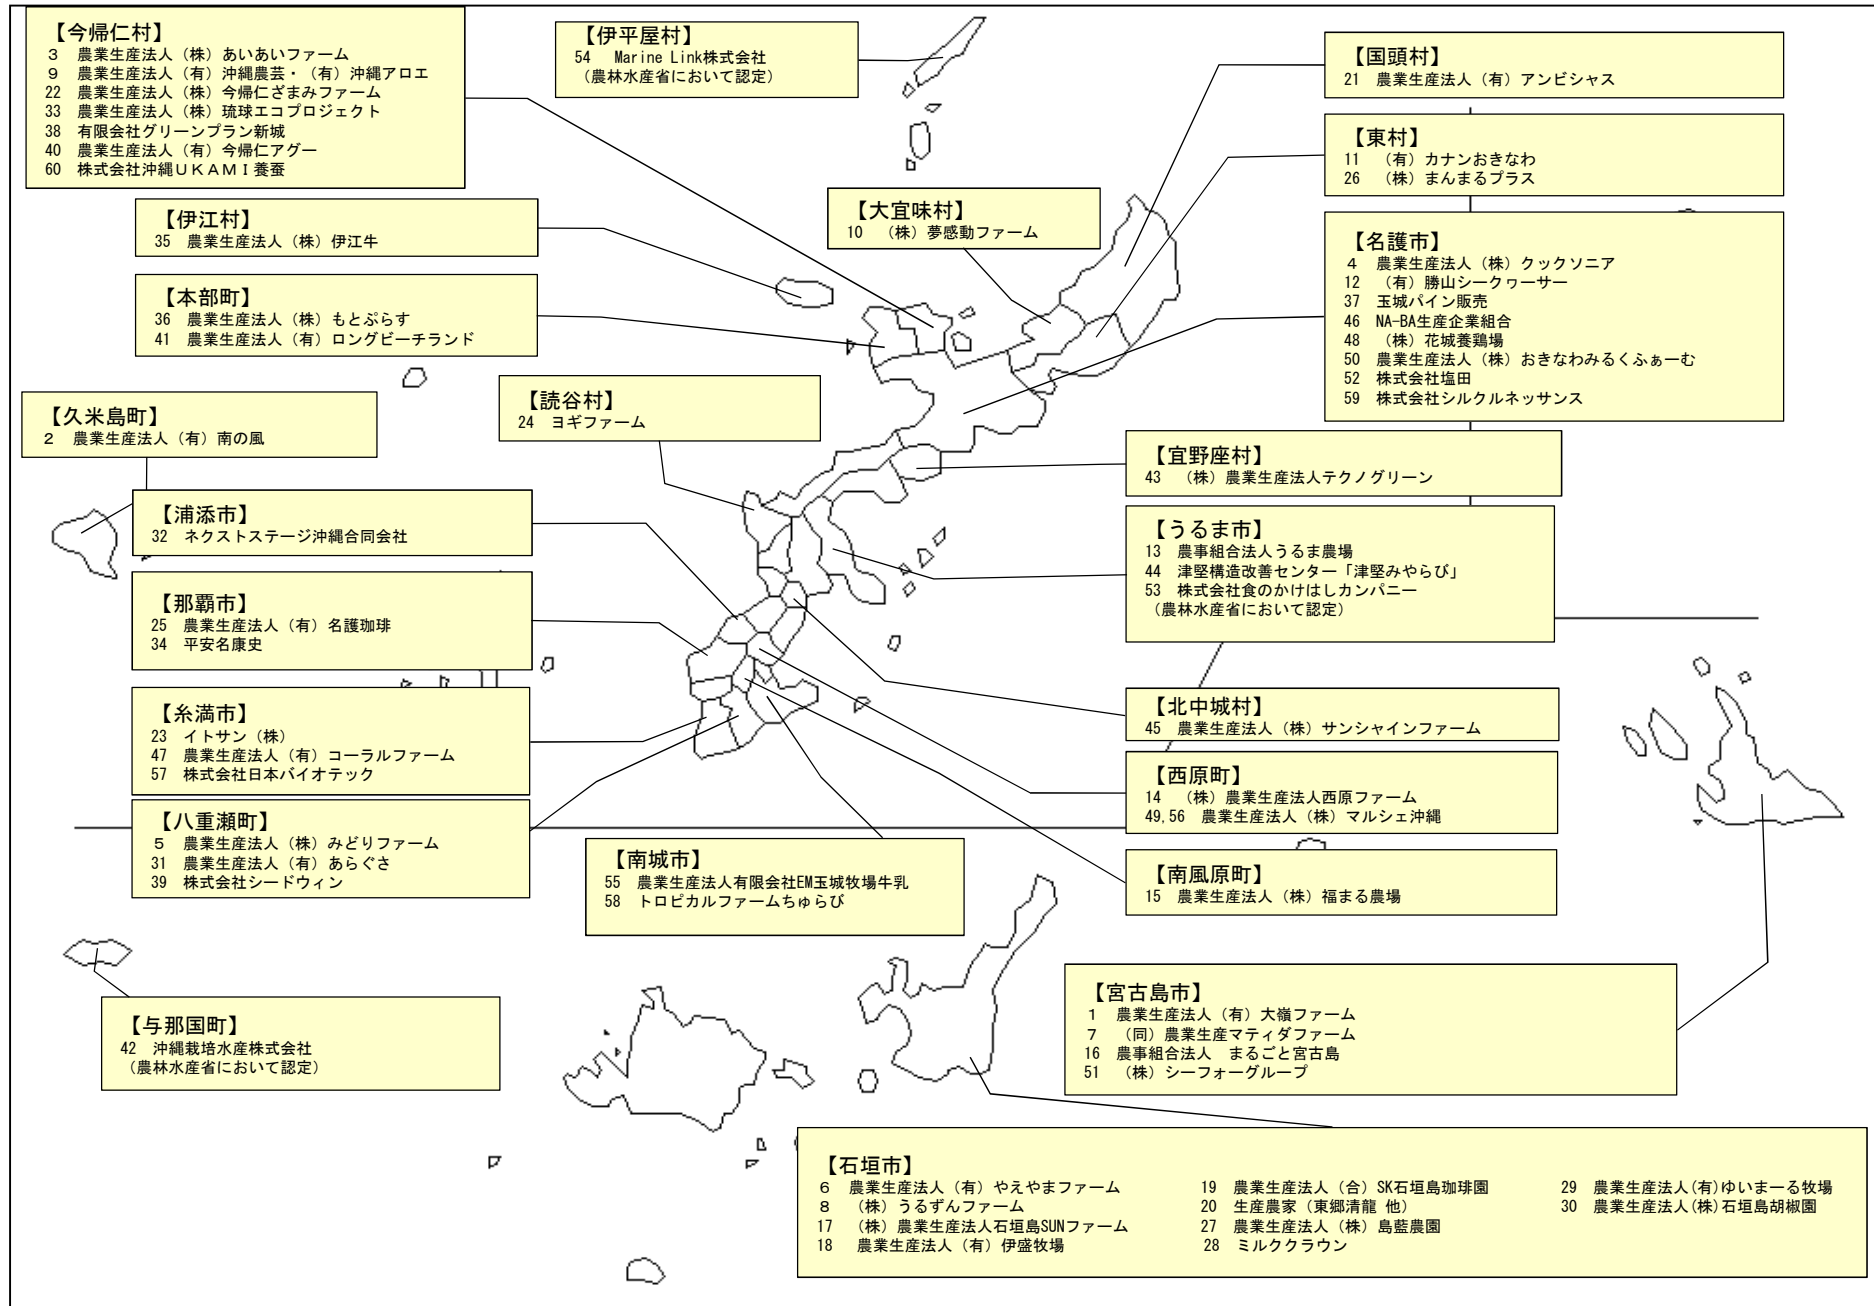 【今帰仁村】
3 農業生産法人（株）あいあいファーム
9 農業生産法人（有）沖縄農芸・（有）沖縄アロエ
22 農業生産法人（株）今帰仁ざまみファーム
33 農業生産法人（株）琉球エコプロジェクト
38 有限会社グリーンプラン新城
40 農業生産法人（有）今帰仁アグー
60 株式会社沖縄ＵＫＡＭＩ養蚕
【伊平屋村】
54 Marine Link株式会社
（農林水産省において認定）
【国頭村】
21 農業生産法人（有）アンビシャス
【東村】
11 （有）カナンおきなわ
26 （株）まんまるプラス
【伊江村】
35 農業生産法人（株）伊江牛
【大宜味村】
10 （株）夢感動ファーム
【名護市】
4 農業生産法人（株）クックソニア
12 （有）勝山シークヮーサー
37 玉城パイン販売
46 NA-BA生産企業組合
48 （株）花城養鶏場
50 農業生産法人（株）おきなわみるくふぁーむ
52 株式会社塩田
59 株式会社シルクルネッサンス
【本部町】
36 農業生産法人（株）もとぷらす
41 農業生産法人（有）ロングビーチランド
【久米島町】
2 農業生産法人（有）南の風
【読谷村】
24 ヨギファーム
【宜野座村】
43 （株）農業生産法人テクノグリーン
【浦添市】
32 ネクストステージ沖縄合同会社
【うるま市】
13 農事組合法人うるま農場
44 津堅構造改善センター「津堅みやらび」
53 株式会社食のかけはしカンパニー
（農林水産省において認定）
【那覇市】
25 農業生産法人（有）名護珈琲
34 平安名康史
【糸満市】
23 イトサン（株）
47 農業生産法人（有）コーラルファーム
57 株式会社日本バイオテック
【北中城村】
45 農業生産法人（株）サンシャインファーム
【西原町】
14 （株）農業生産法人西原ファーム
49,56 農業生産法人（株）マルシェ沖縄
【八重瀬町】
5 農業生産法人（株）みどりファーム
31 農業生産法人（有）あらぐさ
39 株式会社シードウィン
【南城市】
55 農業生産法人有限会社EM玉城牧場牛乳
58 トロピカルファームちゅらび
【南風原町】
15 農業生産法人（株）福まる農場
【与那国町】
42 沖縄栽培水産株式会社
（農林水産省において認定）
【宮古島市】
1 農業生産法人（有）大嶺ファーム
7 （同）農業生産マティダファーム
16 農事組合法人 まるごと宮古島
51 （株）シーフォーグループ
【石垣市】
6 農業生産法人（有）やえやまファーム
8 （株）うるずんファーム
17 （株）農業生産法人石垣島SUNファーム
18 農業生産法人（有）伊盛牧場
19 農業生産法人（合）SK石垣島珈琲園
20 生産農家（東郷清龍 他）
27 農業生産法人（株）島藍農園
28 ミルククラウン
29 農業生産法人(有)ゆいまーる牧場
30 農業生産法人(株)石垣島胡椒園